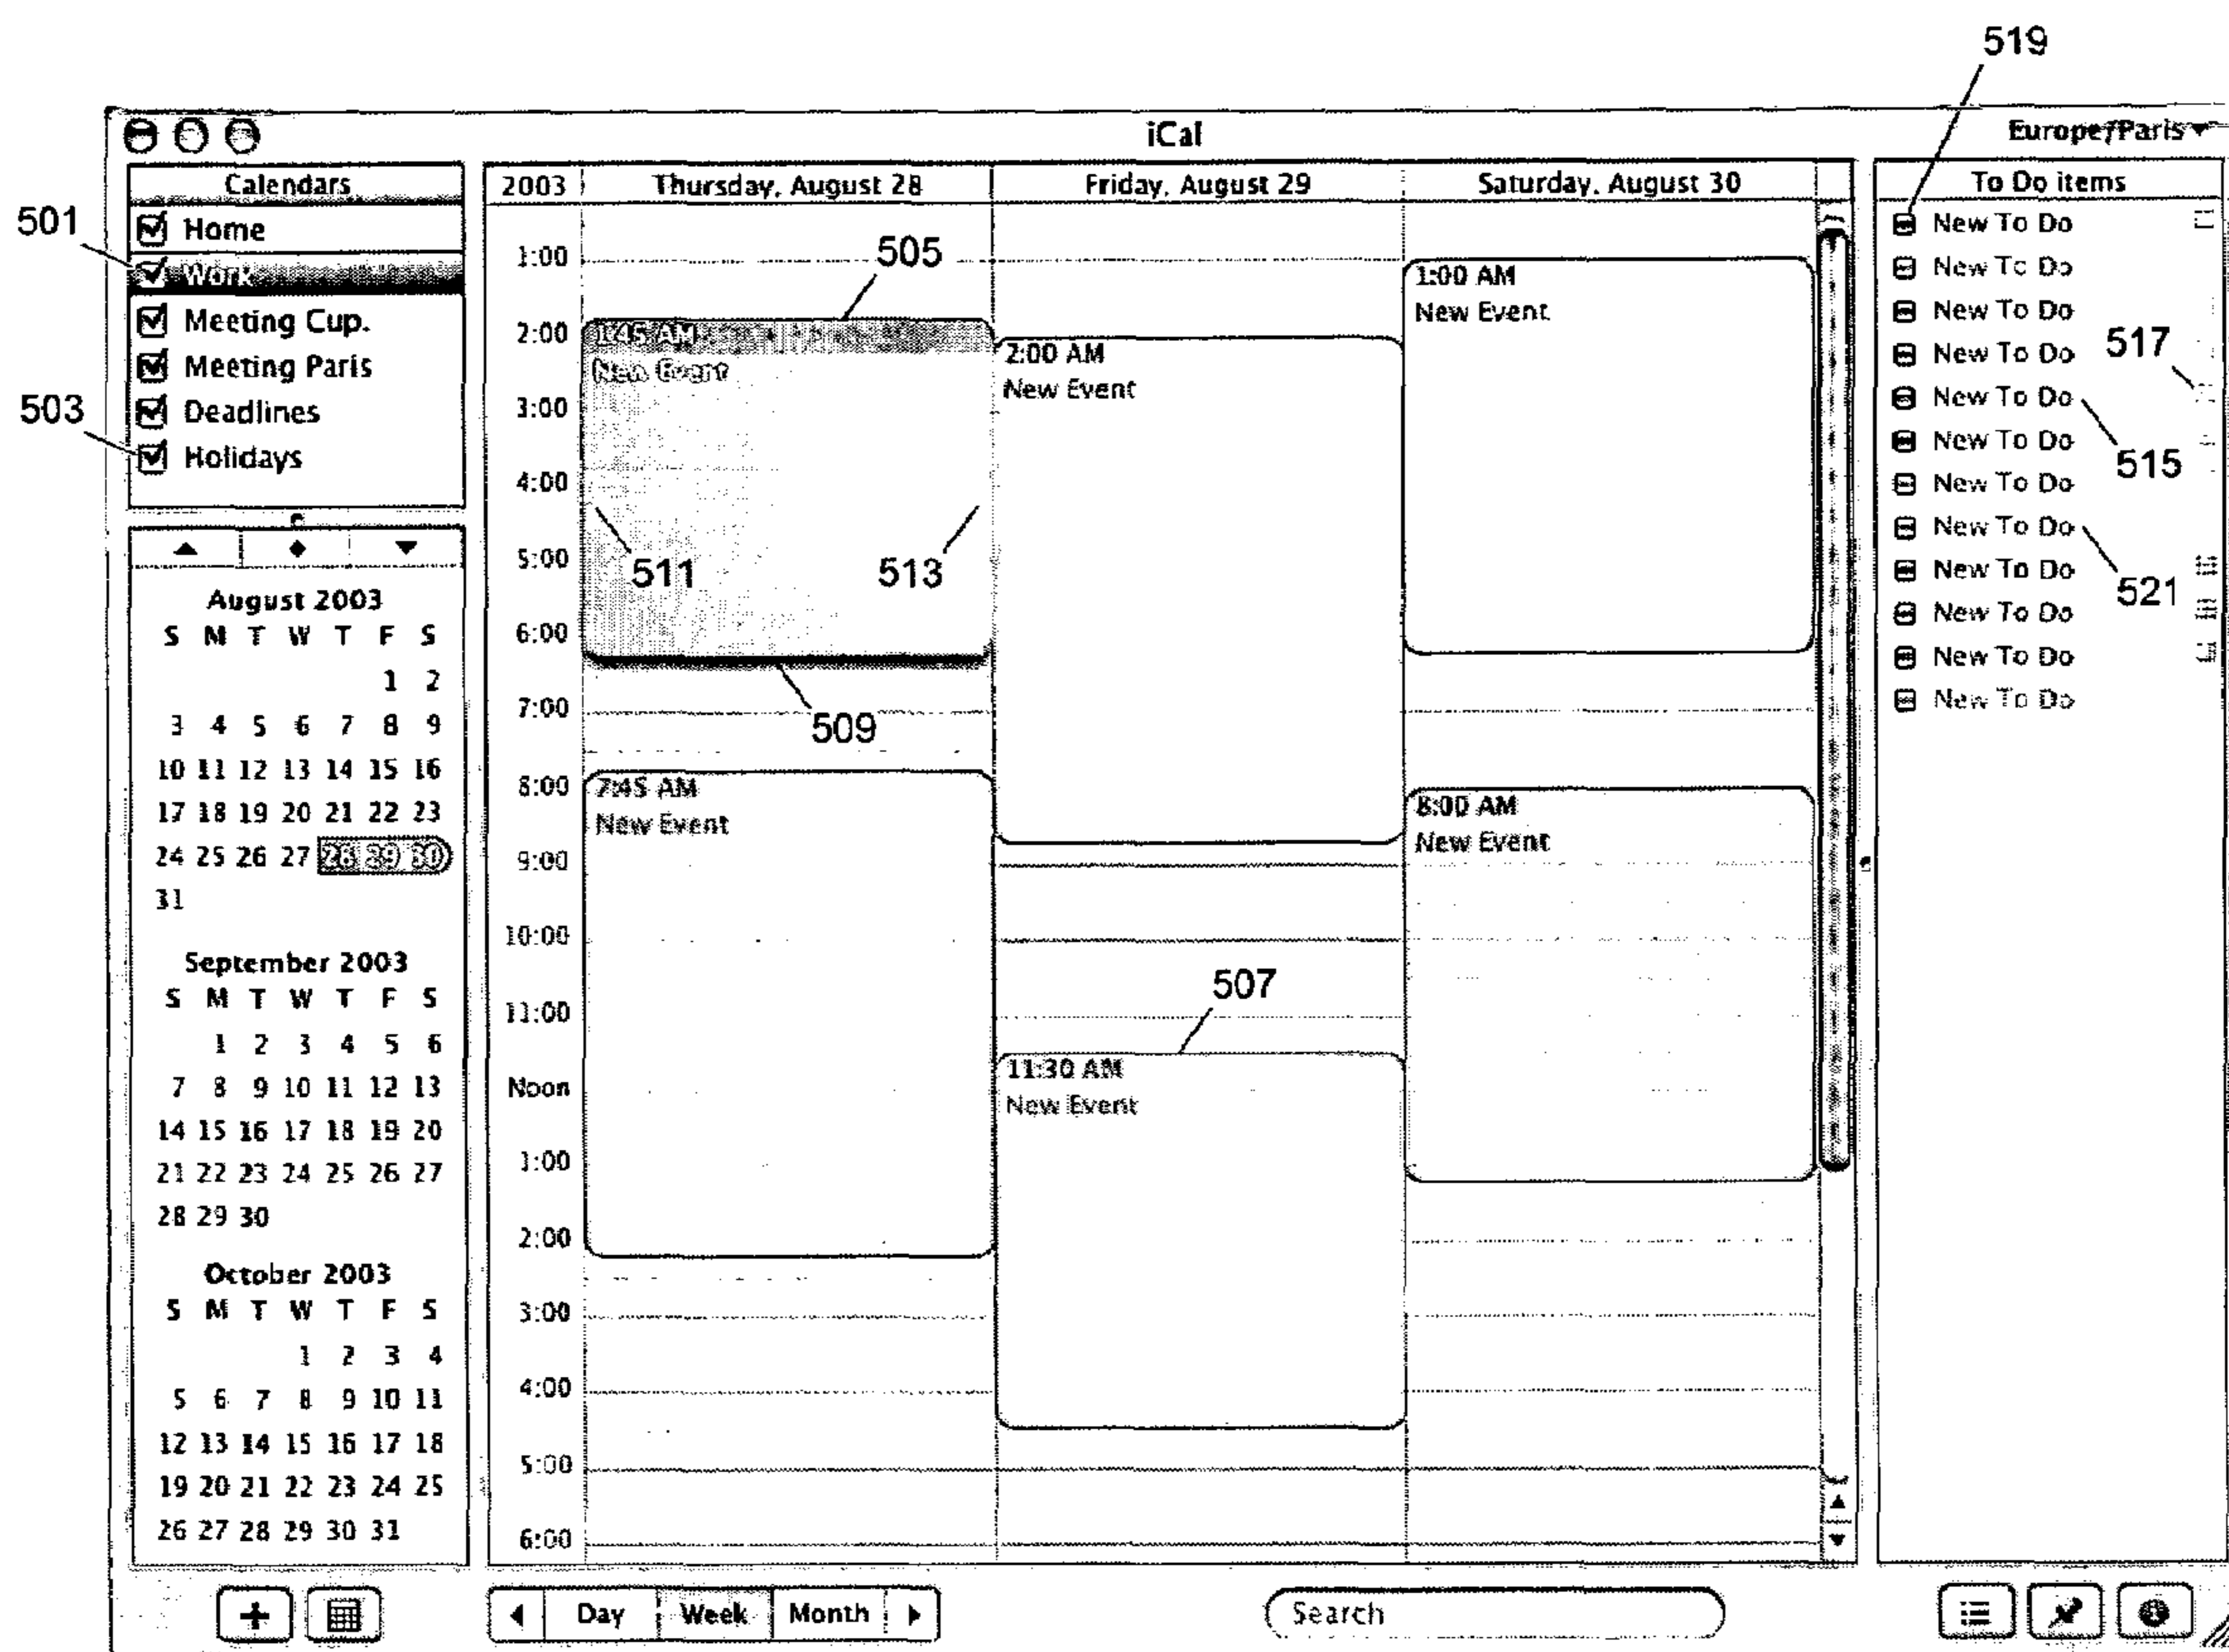 519
iCal
Europe/Paris
Calendars
Home
Work
Meeting Cup.
Meeting Paris
Deadlines
Holidays
501
503
August 2003
S M T W T F S
1 2
3 4 5 6 7 8 9
10 11 12 13 14 15 16
17 18 19 20 21 22 23
24 25 26 27 28 29 30
31
September 2003
S M T W T F S
1 2 3 4 5 6
7 8 9 10 11 12 13
14 15 16 17 18 19 20
21 22 23 24 25 26 27
28 29 30
October 2003
S M T W T F S
1 2 3 4
5 6 7 8 9 10 11
12 13 14 15 16 17 18
19 20 21 22 23 24 25
26 27 28 29 30 31
2003 Thursday, August 28 Friday, August 29 Saturday, August 30
1:00
2:00
3:00
4:00
5:00
6:00
7:00
8:00
9:00
10:00
11:00
Noon
1:00
2:00
3:00
4:00
5:00
6:00
505
1:45 AM
New Event
511
513
509
7:45 AM
New Event
2:00 AM
New Event
507
11:30 AM
New Event
1:00 AM
New Event
8:00 AM
New Event
To Do items
New To Do
New To Do
New To Do
New To Do
517
New To Do
New To Do
515
New To Do
New To Do
New To Do
521
New To Do
New To Do
New To Do
Day Week Month
Search